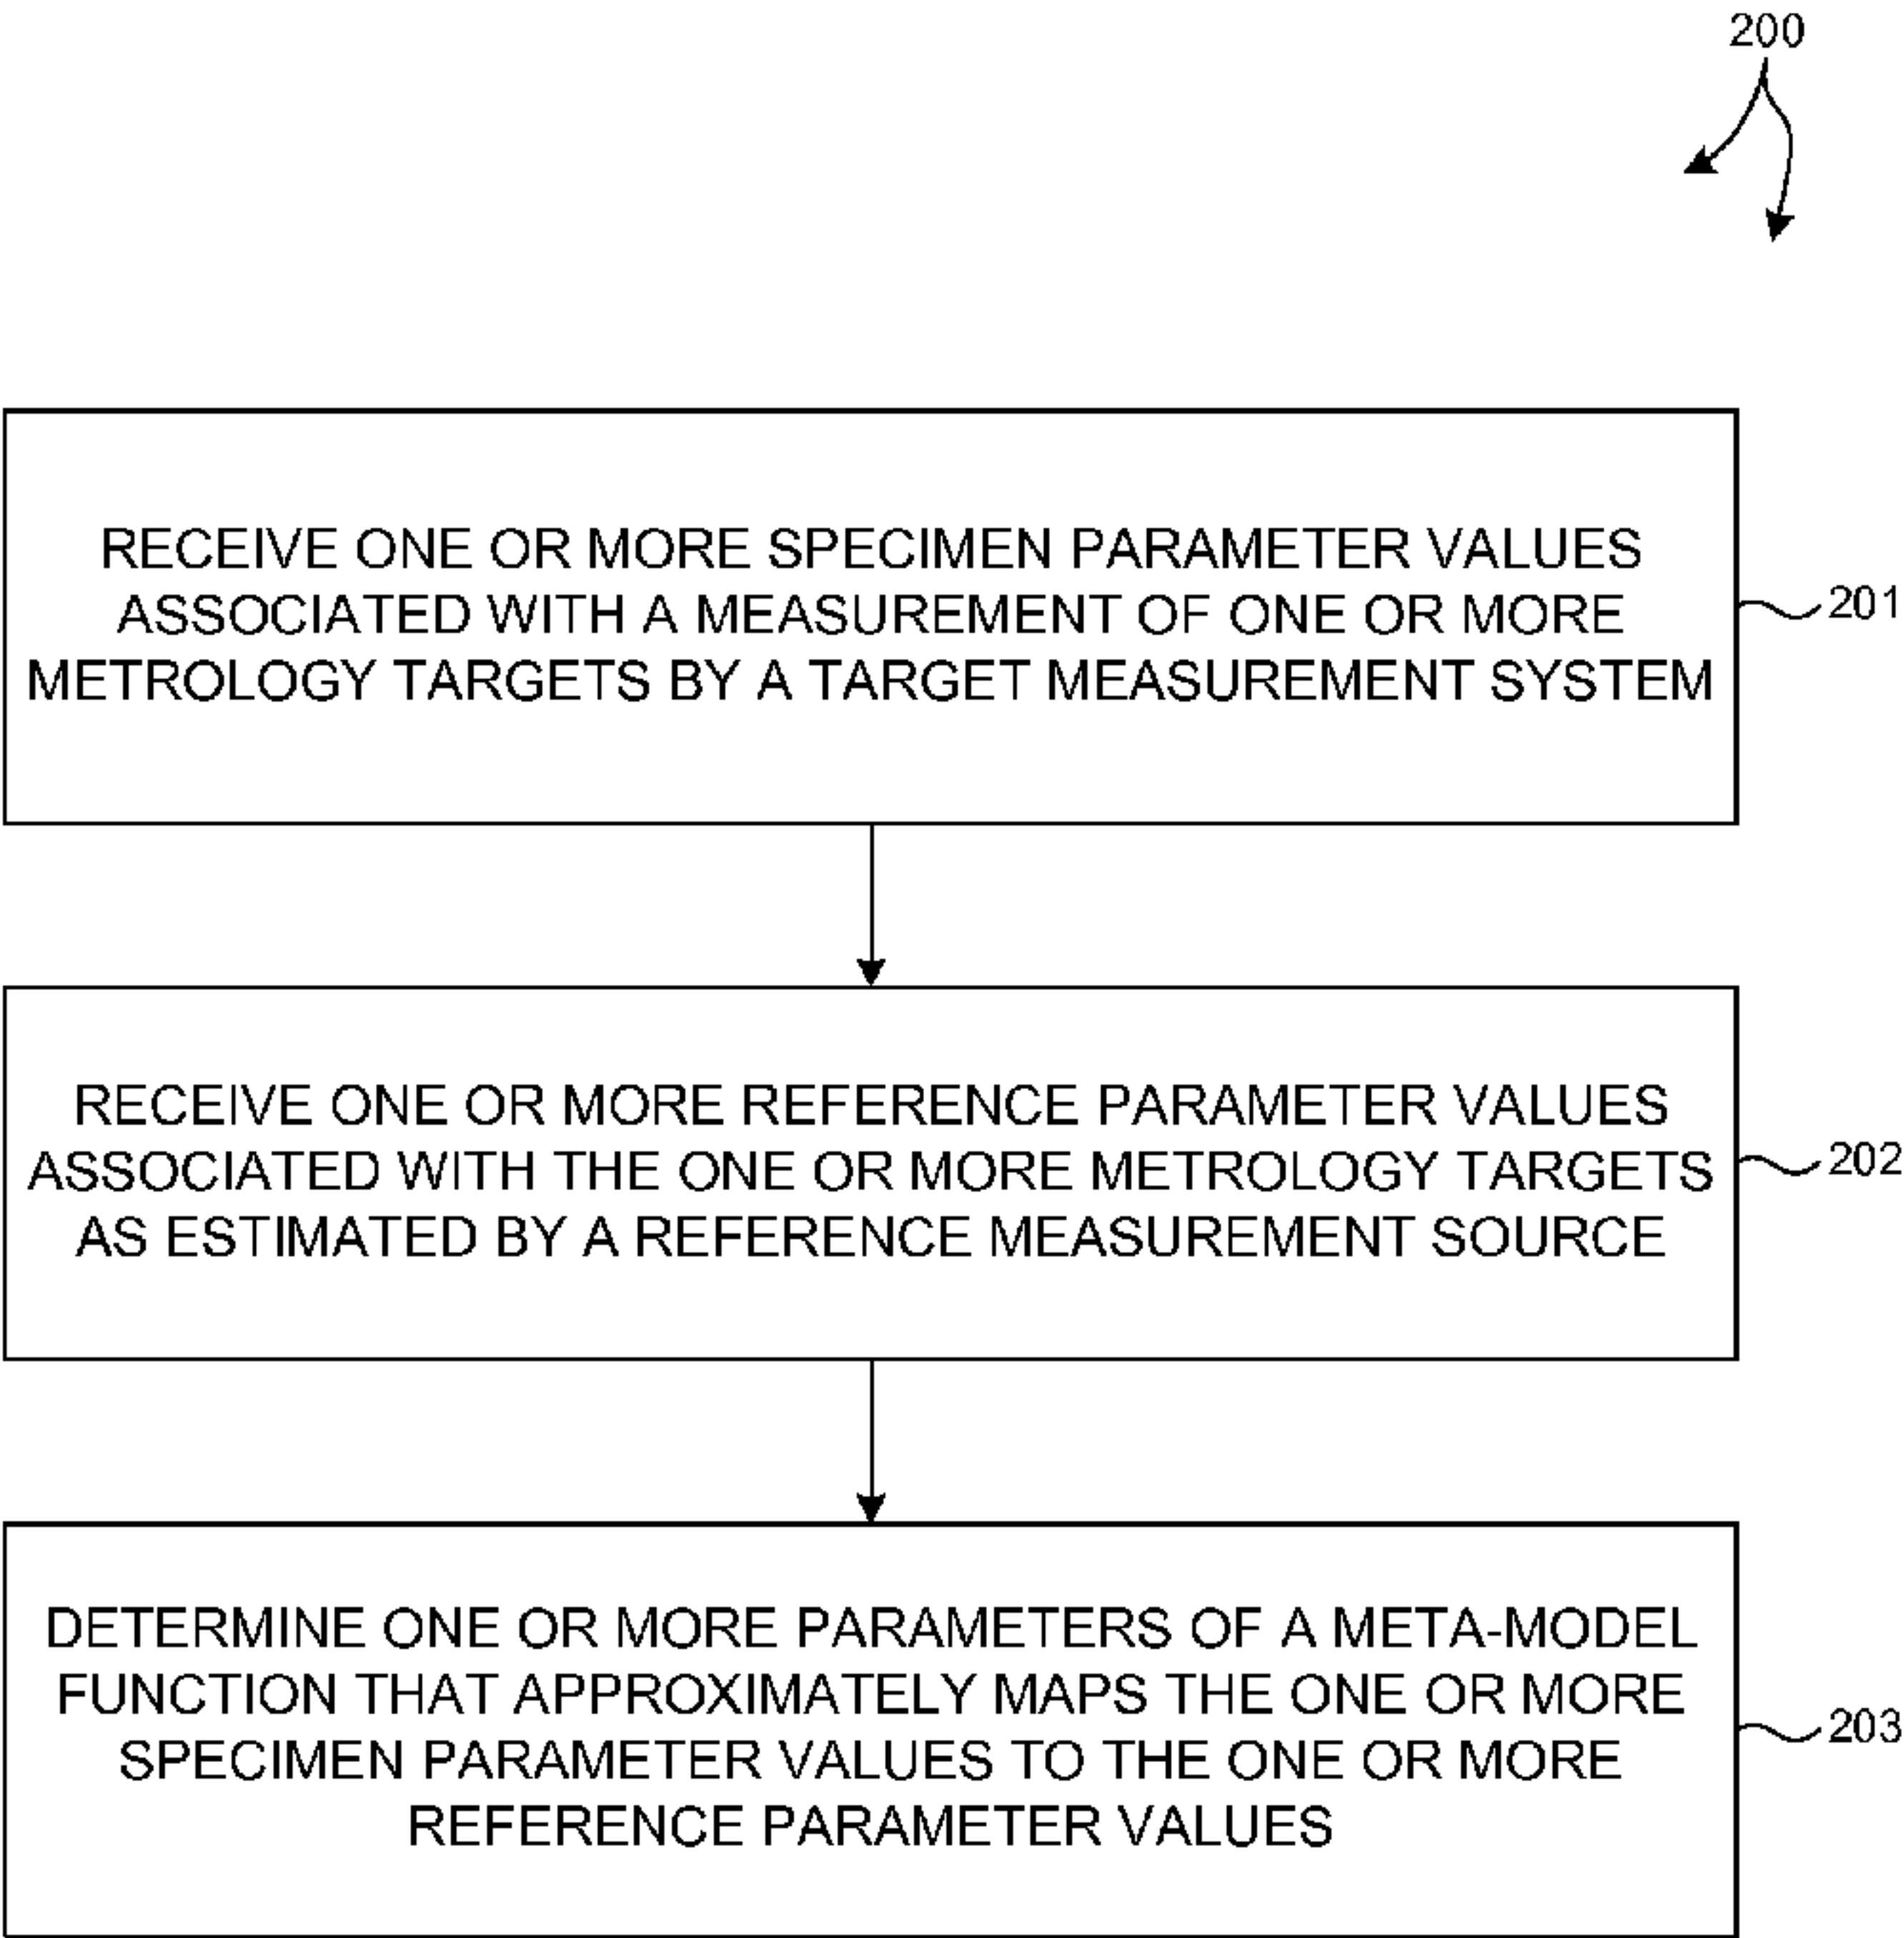 200
RECEIVE ONE OR MORE SPECIMEN PARAMETER VALUES
ASSOCIATED WITH A MEASUREMENT OF ONE OR MORE
METROLOGY TARGETS BY A TARGET MEASUREMENT SYSTEM
201
RECEIVE ONE OR MORE REFERENCE PARAMETER VALUES
ASSOCIATED WITH THE ONE OR MORE METROLOGY TARGETS
AS ESTIMATED BY A REFERENCE MEASUREMENT SOURCE
202
DETERMINE ONE OR MORE PARAMETERS OF A META-MODEL
FUNCTION THAT APPROXIMATELY MAPS THE ONE OR MORE
SPECIMEN PARAMETER VALUES TO THE ONE OR MORE
REFERENCE PARAMETER VALUES
203